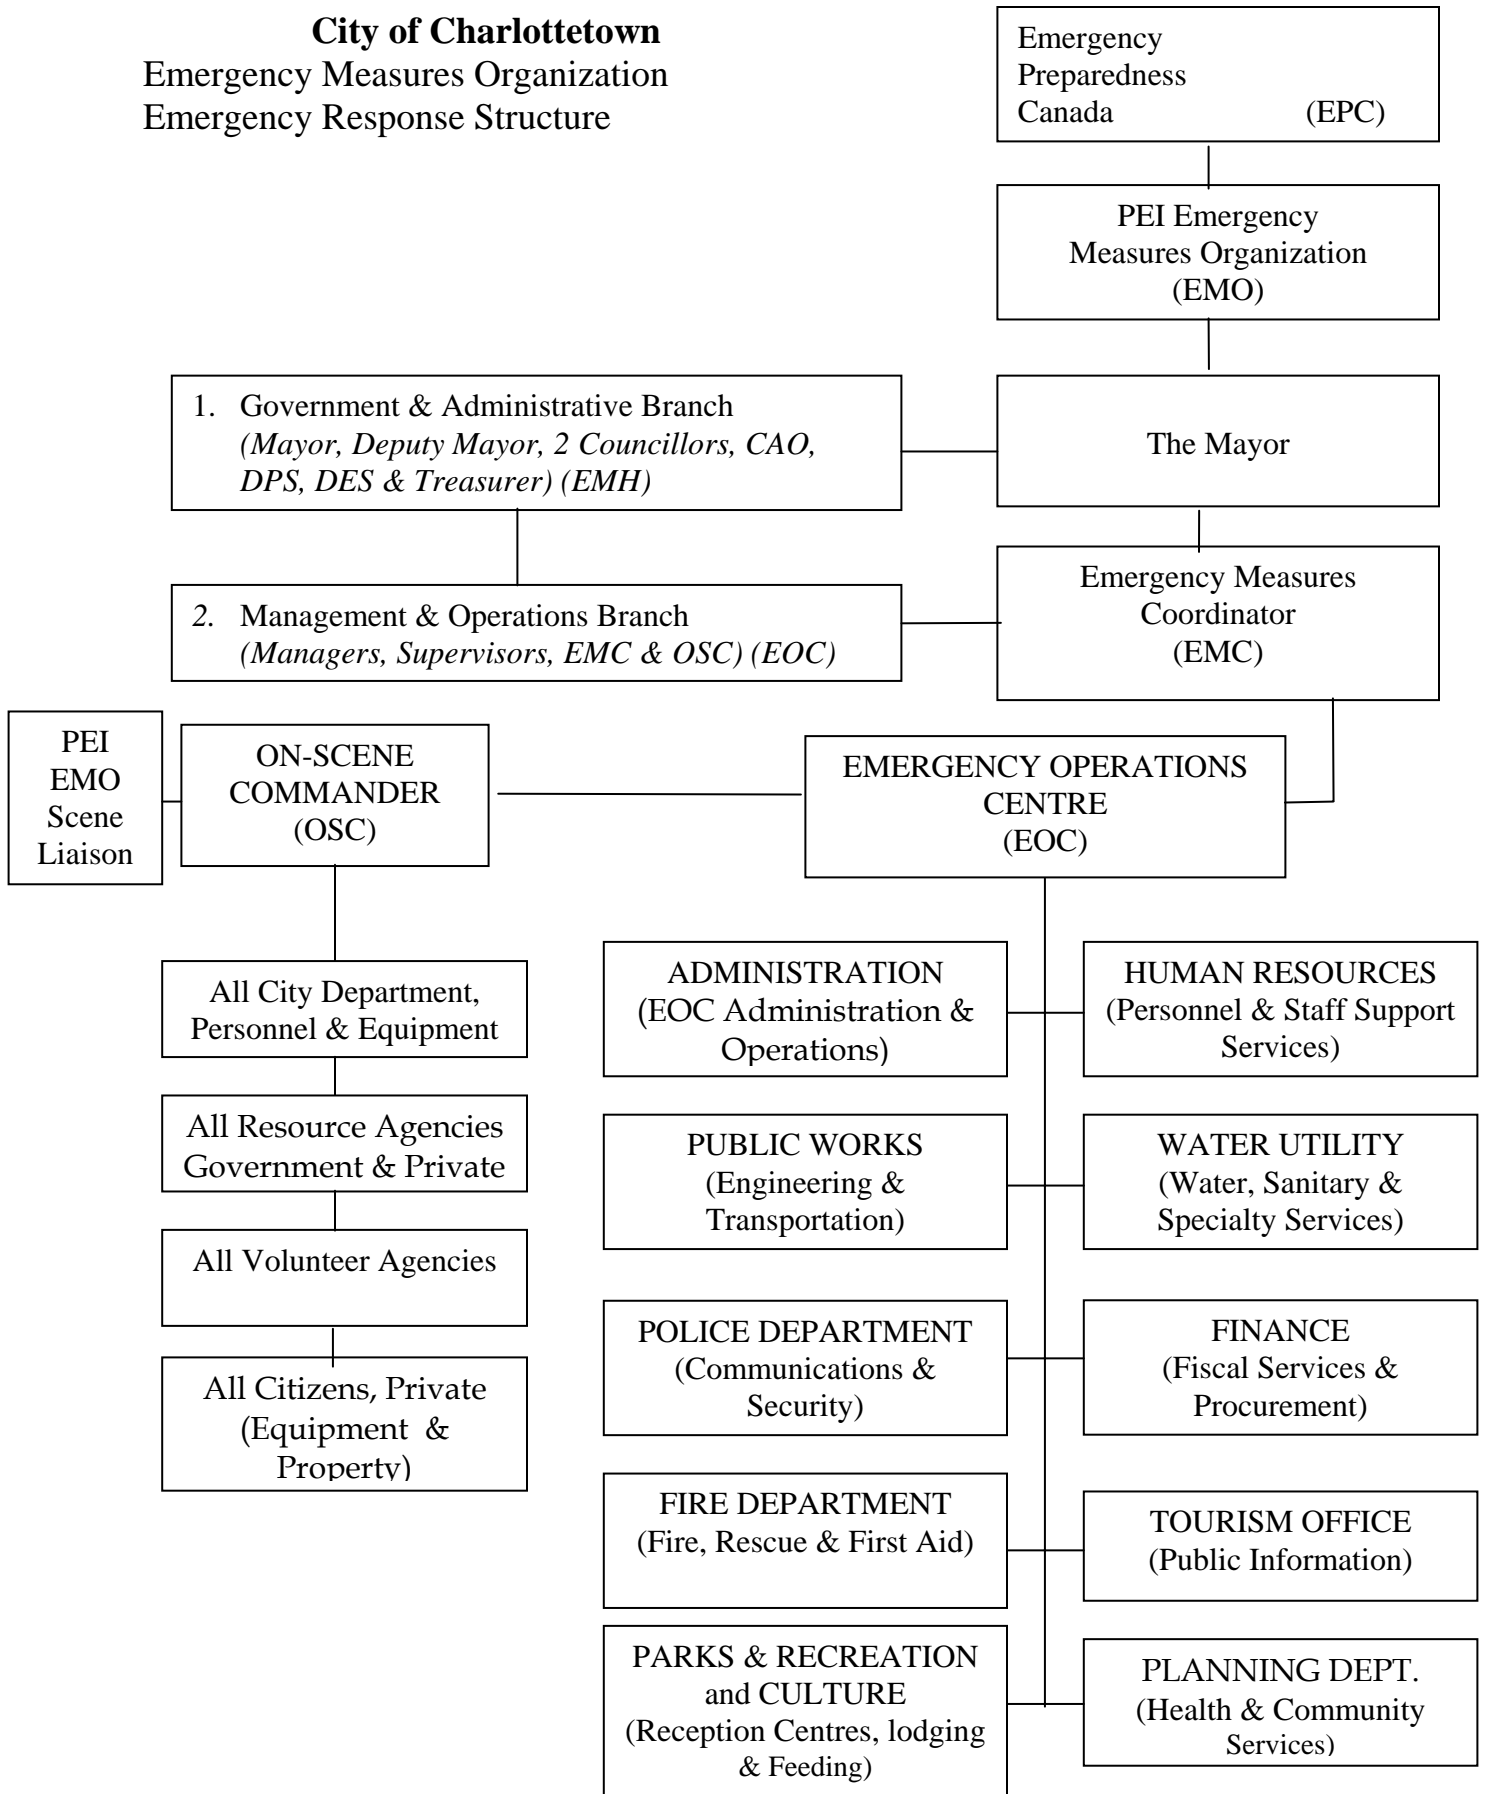 City of Charlottetown
Emergency Measures Organization
Emergency Response Structure
Emergency
Preparedness
Canada (EPC)
PEI Emergency
Measures Organization
(EMO)
1. Government & Administrative Branch
(Mayor, Deputy Mayor, 2 Councillors, CAO,
DPS, DES & Treasurer) (EMH)
The Mayor
2. Management & Operations Branch
(Managers, Supervisors, EMC & OSC) (EOC)
Emergency Measures
Coordinator
(EMC)
PEI
EMO
Scene
Liaison
ON-SCENE
COMMANDER
(OSC)
EMERGENCY OPERATIONS
CENTRE
(EOC)
All City Department,
Personnel & Equipment
All Resource Agencies
Government & Private
All Volunteer Agencies
All Citizens, Private
(Equipment & 
Property)
ADMINISTRATION
(EOC Administration &
Operations)
HUMAN RESOURCES
(Personnel & Staff Support
Services)
PUBLIC WORKS
(Engineering &
Transportation)
WATER UTILITY
(Water, Sanitary &
Specialty Services)
POLICE DEPARTMENT
(Communications &
Security)
FINANCE
(Fiscal Services &
Procurement)
FIRE DEPARTMENT
(Fire, Rescue & First Aid)
TOURISM OFFICE
(Public Information)
PARKS & RECREATION
and CULTURE
(Reception Centres, lodging
& Feeding)
PLANNING DEPT.
(Health & Community
Services)